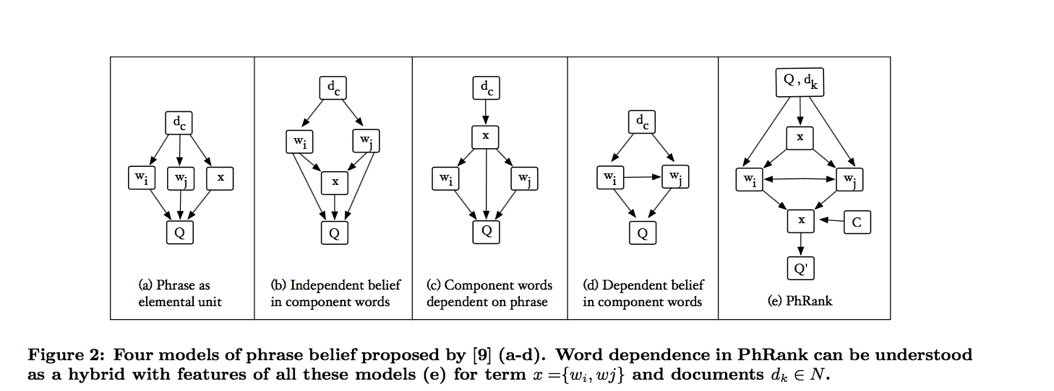 d_c
w_i w_j x
Q
(a) Phrase as
elemental unit
d_c
w_i w_j
x
Q
(b) Independent belief
in component words
d_c
x
w_i w_j
Q
(c) Component words
dependent on phrase
d_c
w_i w_j
Q
(d) Dependent belief
in component words
Q , d_k
x
w_i w_j
x C
Q'
(e) PhRank
Figure 2: Four models of phrase belief proposed by [9] (a-d). Word dependence in PhRank can be understood
as a hybrid with features of all these models (e) for term x ={w_i, wj} and documents d_k ∈ N.